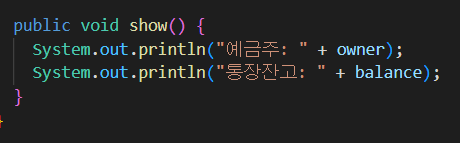 public void show() {
System.out.println("예금주: " + owner);
System.out.println("통장잔고: " + balance);
}
}